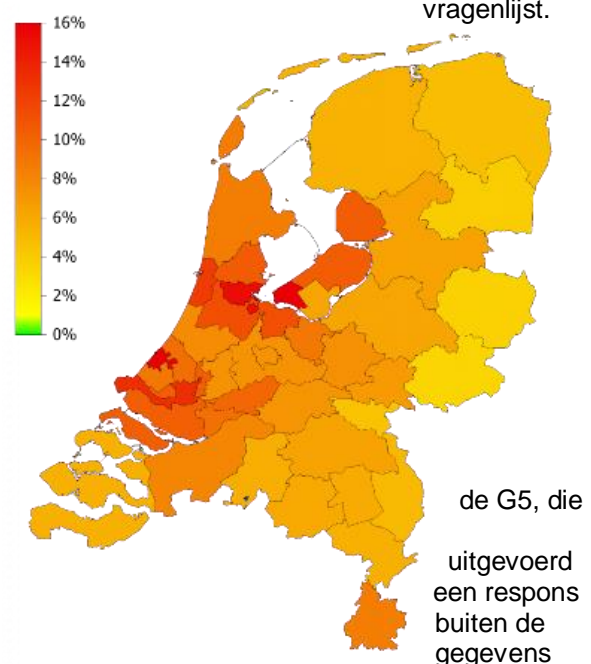 vragenlijst.
16%
14%
12%
10%
8%
6%
4%
2%
0%
de G5, die
uitgevoerd
een respons
buiten de
gegevens